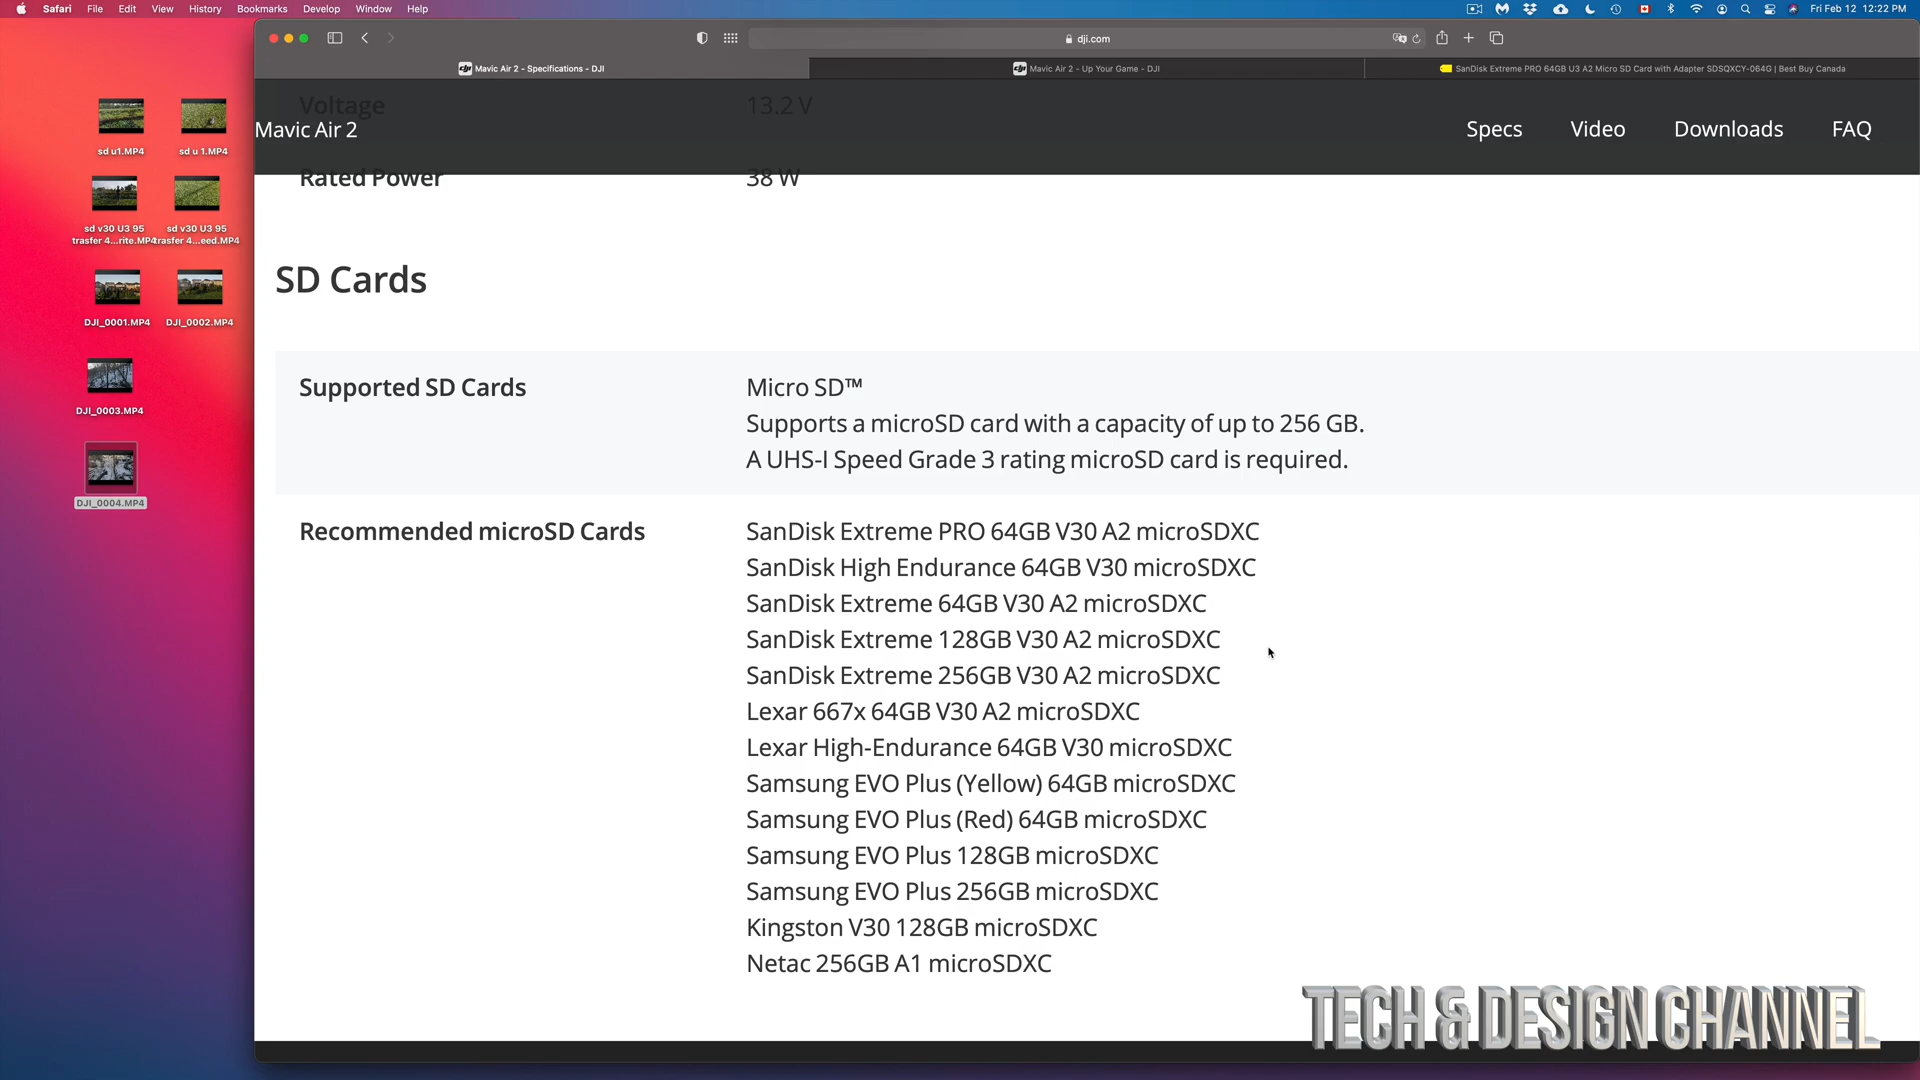 Safari File Edit View History Bookmarks Develop Window Help
Fri Feb 12 12:22 PM
dji.com
Mavic Air 2 - Specifications - DJI
Mavic Air 2 - Up Your Game - DJI
SanDisk Extreme PRO 64GB U3 A2 Micro SD Card with Adapter SDSQXCY-064G | Best Buy Canada
Voltage 13.2 V
Mavic Air 2
Specs Video Downloads FAQ
Rated Power 38 W
sd u1.MP4 sd u 1.MP4
sd v30 U3 95 sd v30 U3 95
trasfer 4...rite.MP4 trasfer 4...eed.MP4
DJI_0001.MP4 DJI_0002.MP4
DJI_0003.MP4
DJI_0004.MP4
SD Cards
Supported SD Cards
Micro SD™
Supports a microSD card with a capacity of up to 256 GB.
A UHS-I Speed Grade 3 rating microSD card is required.
Recommended microSD Cards
SanDisk Extreme PRO 64GB V30 A2 microSDXC
SanDisk High Endurance 64GB V30 microSDXC
SanDisk Extreme 64GB V30 A2 microSDXC
SanDisk Extreme 128GB V30 A2 microSDXC
SanDisk Extreme 256GB V30 A2 microSDXC
Lexar 667x 64GB V30 A2 microSDXC
Lexar High-Endurance 64GB V30 microSDXC
Samsung EVO Plus (Yellow) 64GB microSDXC
Samsung EVO Plus (Red) 64GB microSDXC
Samsung EVO Plus 128GB microSDXC
Samsung EVO Plus 256GB microSDXC
Kingston V30 128GB microSDXC
Netac 256GB A1 microSDXC
TECH & DESIGN CHANNEL